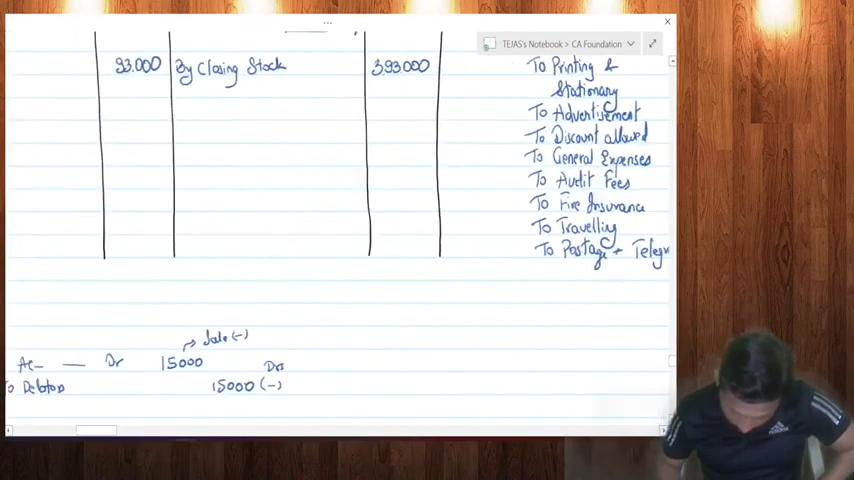 TEJAS's Notebook > CA Foundation
93.000 By Closing Stock 393.000
To Printing &
Stationary
To Advertisement
To Discount allowed
To General Expenses
To Audit Fees
To Fire Insurance
To Travelling
To Postage + Telegr
Sale (-)
Ac Dr 15000
Drs
To Debtors 15000 (-)
adidas